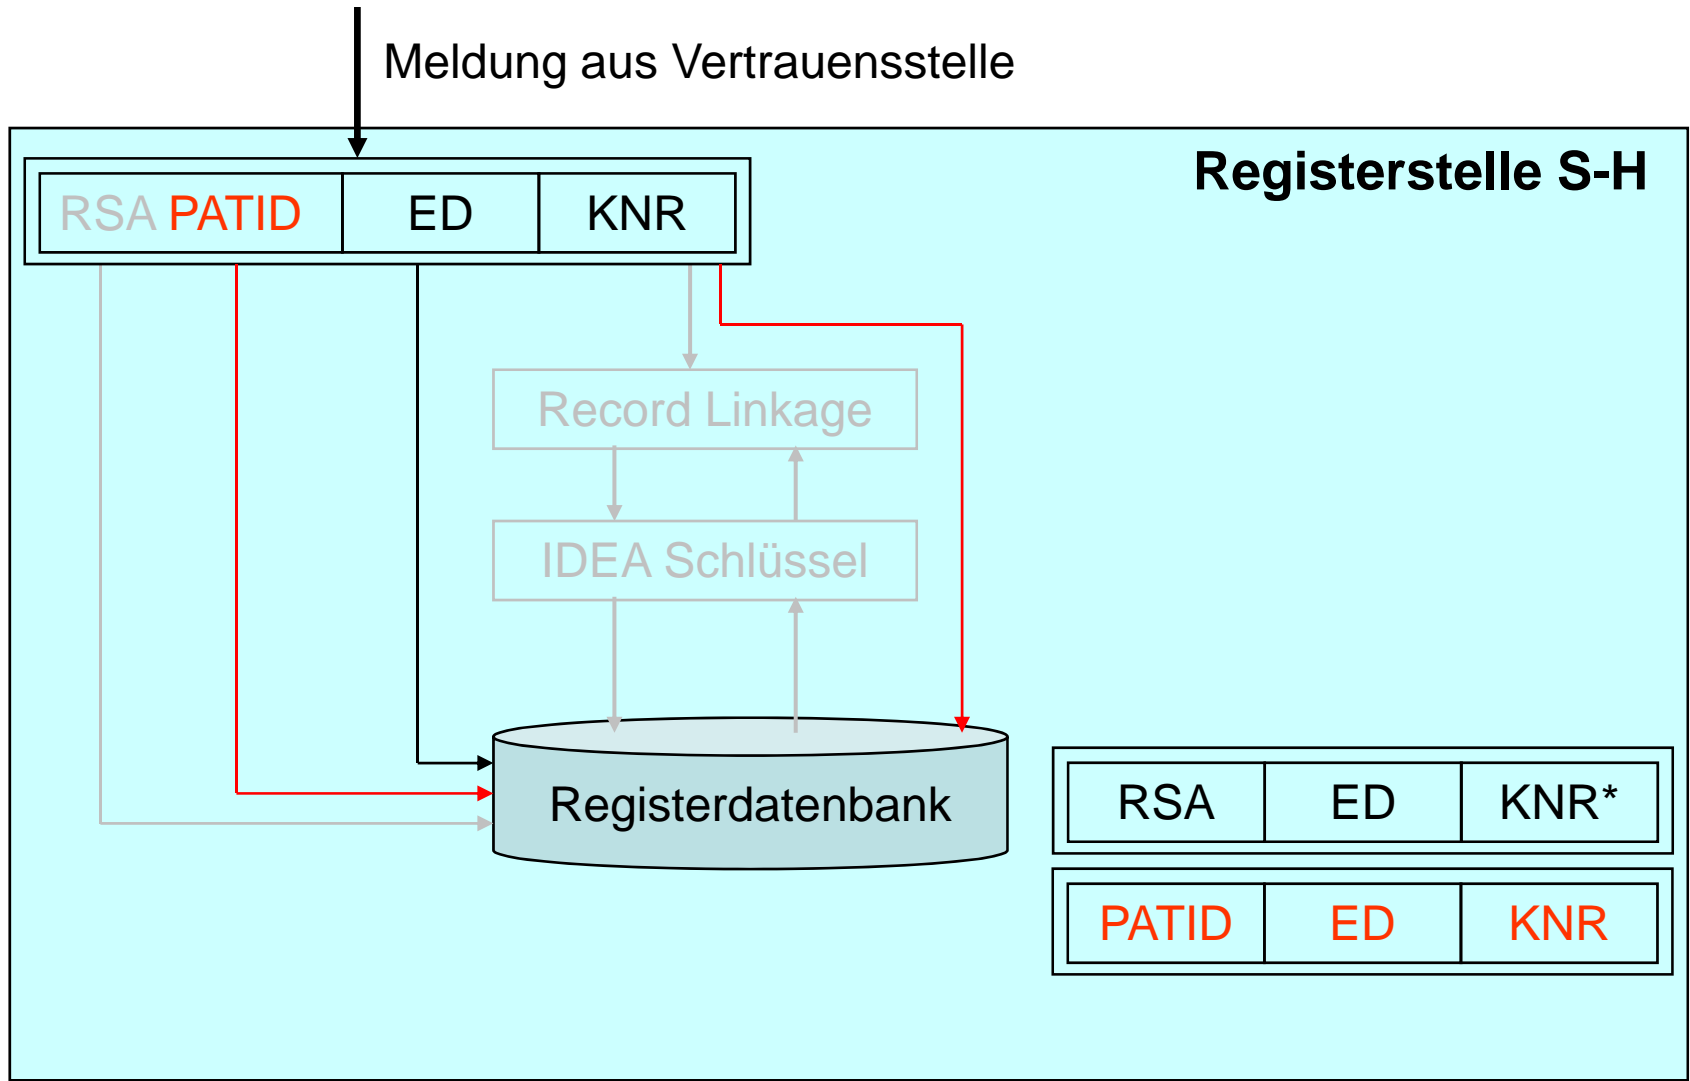 Meldung aus Vertrauensstelle
Registerstelle S-H
RSA PATID ED KNR
Record Linkage
IDEA Schlüssel
Registerdatenbank
RSA ED KNR*
PATID ED KNR